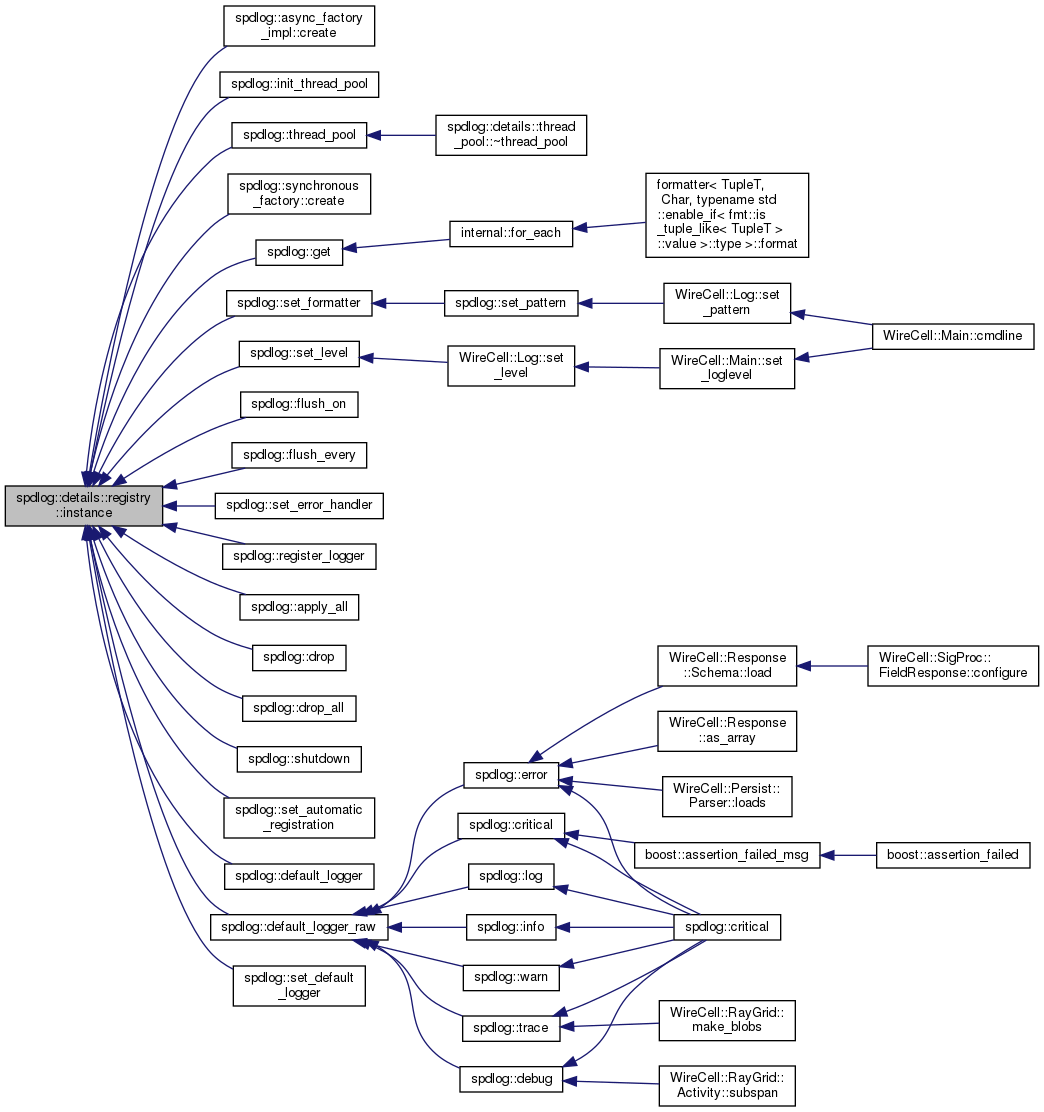 spdlog::async_factory
_impl::create
spdlog::init_thread_pool
spdlog::thread_pool
spdlog::details::thread
_pool::~thread_pool
spdlog::synchronous
_factory::create
formatter< TupleT,
Char, typename std
::enable_if< fmt::is
_tuple_like< TupleT >
::value >::type >::format
internal::for_each
spdlog::get
spdlog::set_formatter
spdlog::set_pattern
WireCell::Log::set
_pattern
WireCell::Main::cmdline
spdlog::set_level
WireCell::Log::set
_level
WireCell::Main::set
_loglevel
spdlog::flush_on
spdlog::flush_every
spdlog::details::registry
::instance
spdlog::set_error_handler
spdlog::register_logger
spdlog::apply_all
spdlog::drop
spdlog::drop_all
spdlog::shutdown
spdlog::set_automatic
_registration
spdlog::default_logger
spdlog::default_logger_raw
spdlog::set_default
_logger
WireCell::Response
::Schema::load
WireCell::SigProc::
FieldResponse::configure
WireCell::Response
::as_array
spdlog::error
WireCell::Persist::
Parser::loads
spdlog::critical
boost::assertion_failed_msg
boost::assertion_failed
spdlog::log
spdlog::info
spdlog::critical
spdlog::warn
spdlog::trace
WireCell::RayGrid::
make_blobs
spdlog::debug
WireCell::RayGrid::
Activity::subspan